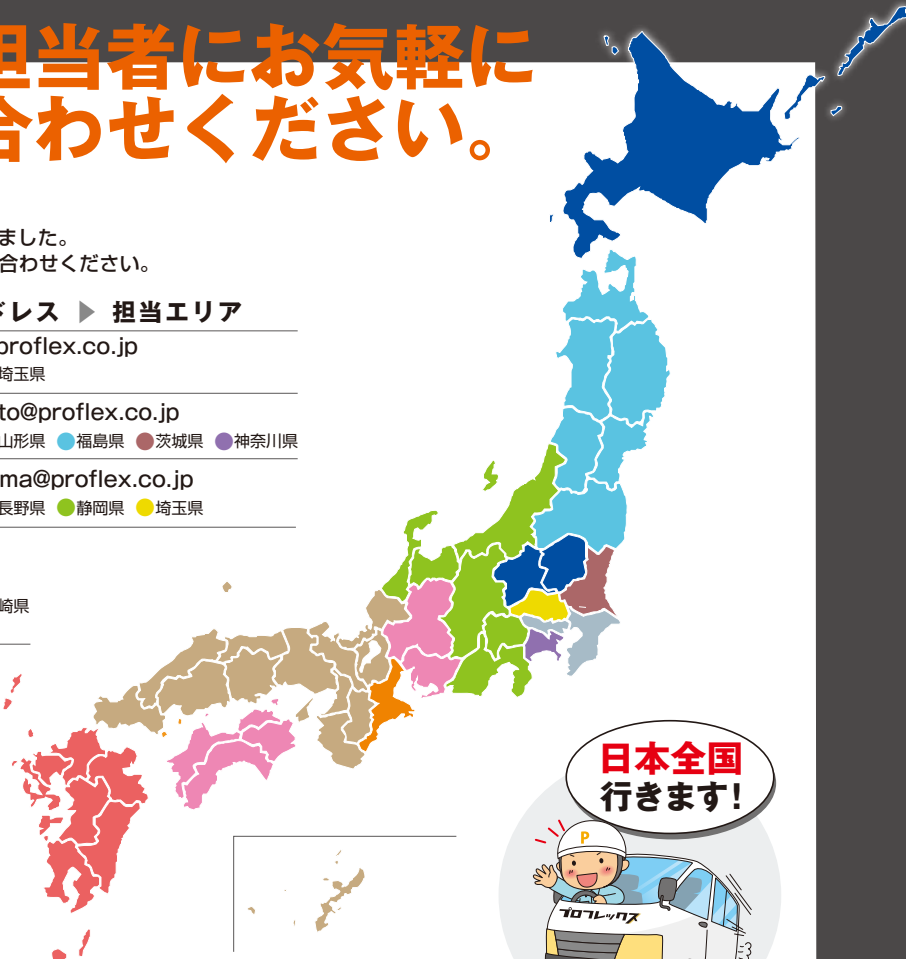 担当者にお気軽に
合わせください。
ました。
合わせください。
ドレス ▶ 担当エリア
proflex.co.jp
埼玉県
to@proflex.co.jp
山形県 ●福島県 ●茨城県 ●神奈川県
ma@proflex.co.jp
長野県 ●静岡県 ●埼玉県
崎県
日本全国
行きます!
P
プロフレックス